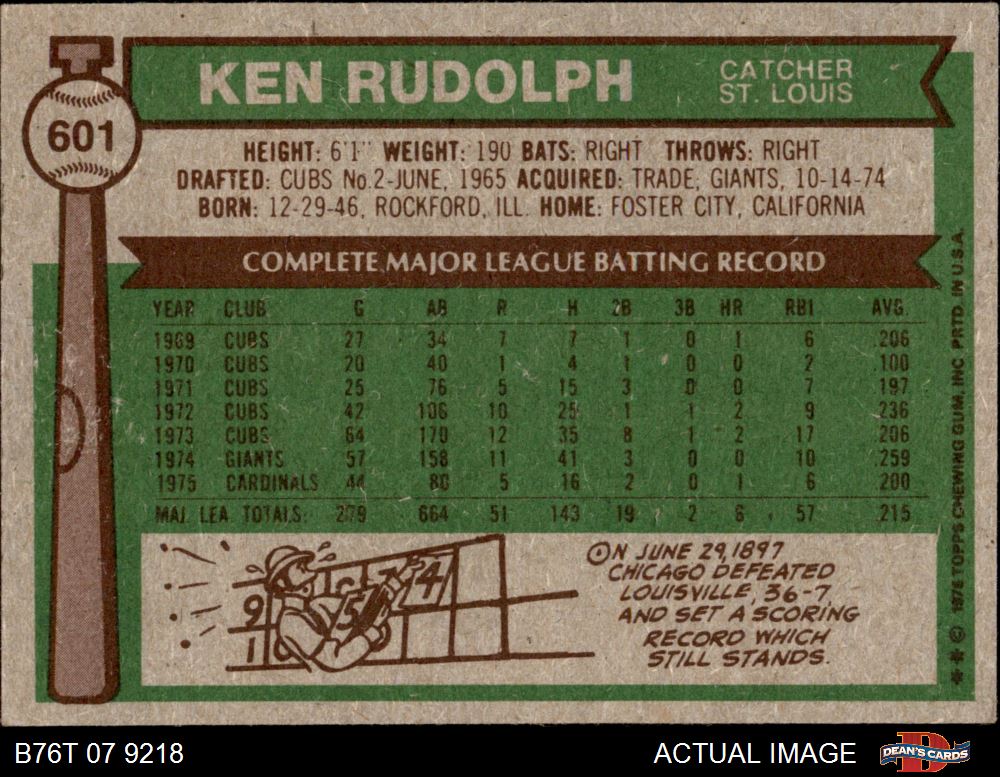 KEN RUDOLPH
CATCHER
ST. LOUIS
601
HEIGHT: 6'1" WEIGHT: 190 BATS: RIGHT THROWS: RIGHT
DRAFTED: CUBS No.2-JUNE, 1965 ACQUIRED: TRADE, GIANTS, 10-14-74
BORN: 12-29-46, ROCKFORD, ILL. HOME: FOSTER CITY, CALIFORNIA
COMPLETE MAJOR LEAGUE BATTING RECORD
YEAR CLUB G AB R H 2B 3B HR RBI AVG.
1969 CUBS 27 34 7 7 1 0 1 6 .206
1970 CUBS 20 40 1 4 1 0 0 2 .100
1971 CUBS 25 76 5 15 3 0 0 7 .197
1972 CUBS 42 106 10 25 1 1 2 9 .236
1973 CUBS 64 170 12 35 8 1 2 17 .206
1974 GIANTS 57 158 11 41 3 0 0 10 .259
1975 CARDINALS 44 80 5 16 2 0 1 6 .200
MAJ. LEA. TOTALS: 279 664 51 143 19 2 6 57 .215
9 5 7 4
1
ON JUNE 29, 1897
CHICAGO DEFEATED
LOUISVILLE, 36-7,
AND SET A SCORING
RECORD WHICH
STILL STANDS.
** © 1976 TOPPS CHEWING GUM, INC. PRTD. IN U.S.A.
B76T 07 9218
ACTUAL IMAGE
DEAN'S CARDS